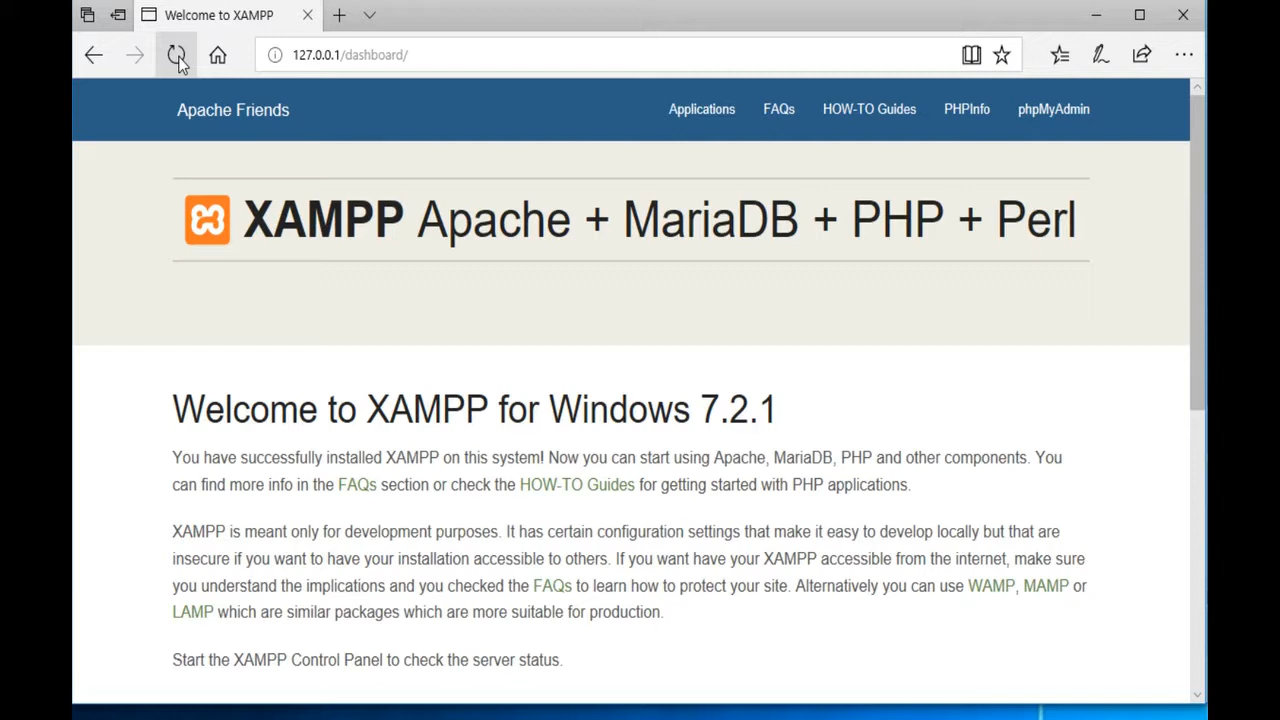 Welcome to XAMPP
127.0.0.1/dashboard/
Apache Friends Applications FAQs HOW-TO Guides PHPInfo phpMyAdmin
XAMPP Apache + MariaDB + PHP + Perl
Welcome to XAMPP for Windows 7.2.1
You have successfully installed XAMPP on this system! Now you can start using Apache, MariaDB, PHP and other components. You
can find more info in the FAQs section or check the HOW-TO Guides for getting started with PHP applications.
XAMPP is meant only for development purposes. It has certain configuration settings that make it easy to develop locally but that are
insecure if you want to have your installation accessible to others. If you want have your XAMPP accessible from the internet, make sure
you understand the implications and you checked the FAQs to learn how to protect your site. Alternatively you can use WAMP, MAMP or
LAMP which are similar packages which are more suitable for production.
Start the XAMPP Control Panel to check the server status.